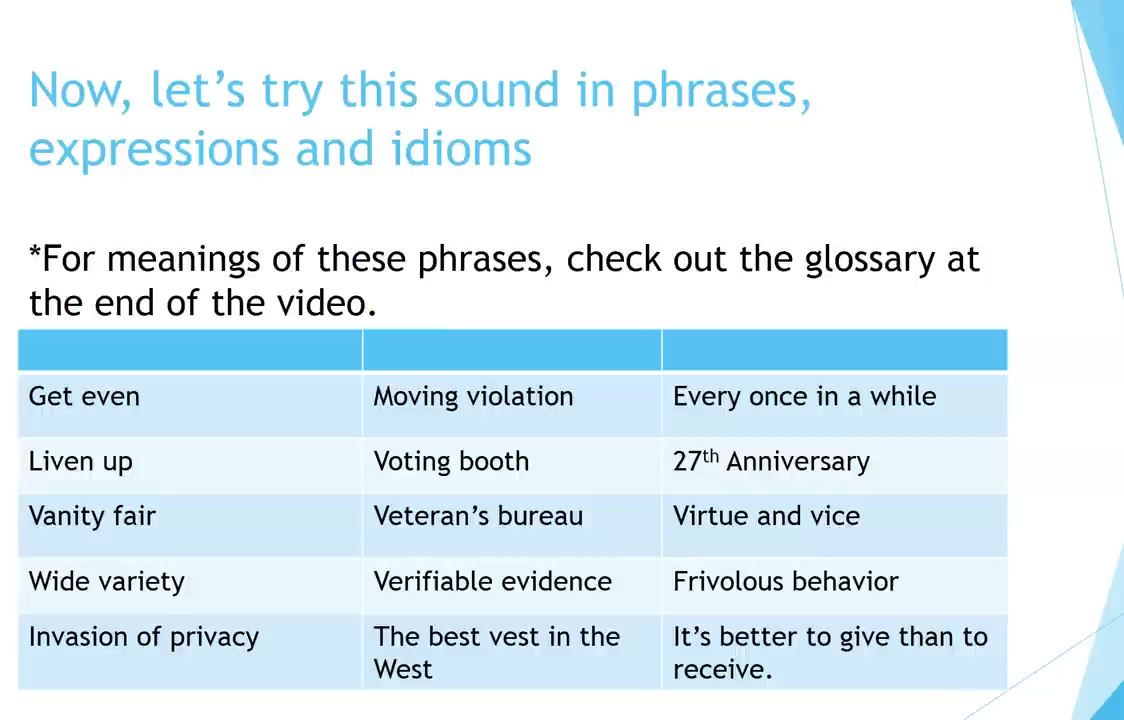 Now, let’s try this sound in phrases,
expressions and idioms
*For meanings of these phrases, check out the glossary at
the end of the video.
Get even
Moving violation
Every once in a while
Liven up
Voting booth
27th Anniversary
Vanity fair
Veteran’s bureau
Virtue and vice
Wide variety
Verifiable evidence
Frivolous behavior
Invasion of privacy
The best vest in the
West
It’s better to give than to
receive.